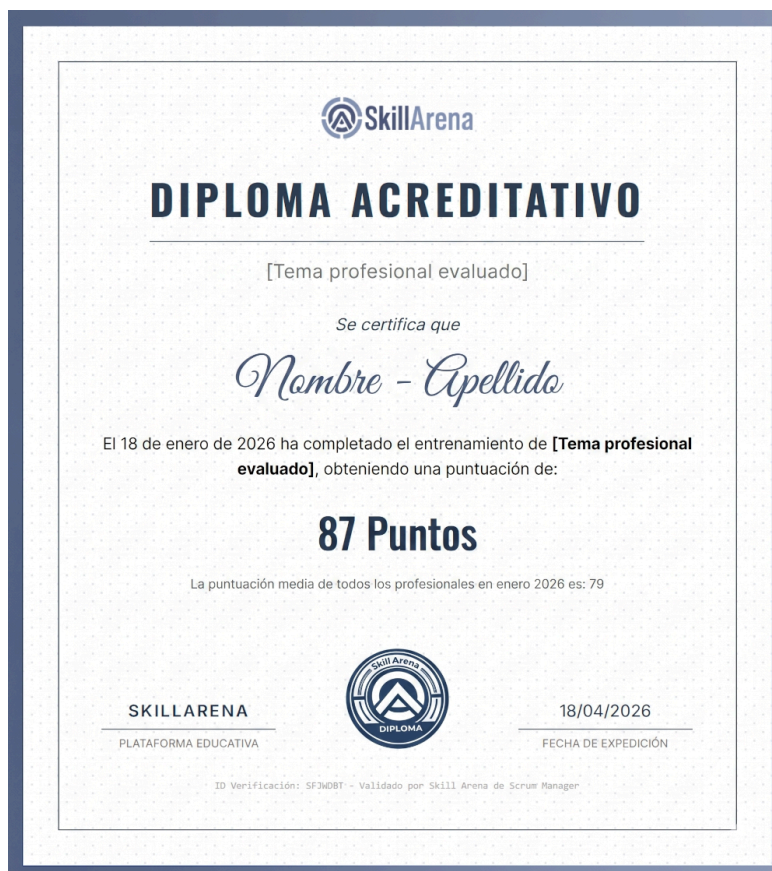 SkillArena
DIPLOMA ACREDITATIVO
[Tema profesional evaluado]
Se certifica que
Nombre - Apellido
El 18 de enero de 2026 ha completado el entrenamiento de [Tema profesional
evaluado], obteniendo una puntuación de:
87 Puntos
La puntuación media de todos los profesionales en enero 2026 es: 79
Skill Arena
DIPLOMA
SKILLARENA
PLATAFORMA EDUCATIVA
18/04/2026
FECHA DE EXPEDICIÓN
ID Verificación: SFJWDBT - Validado por Skill Arena de Scrum Manager